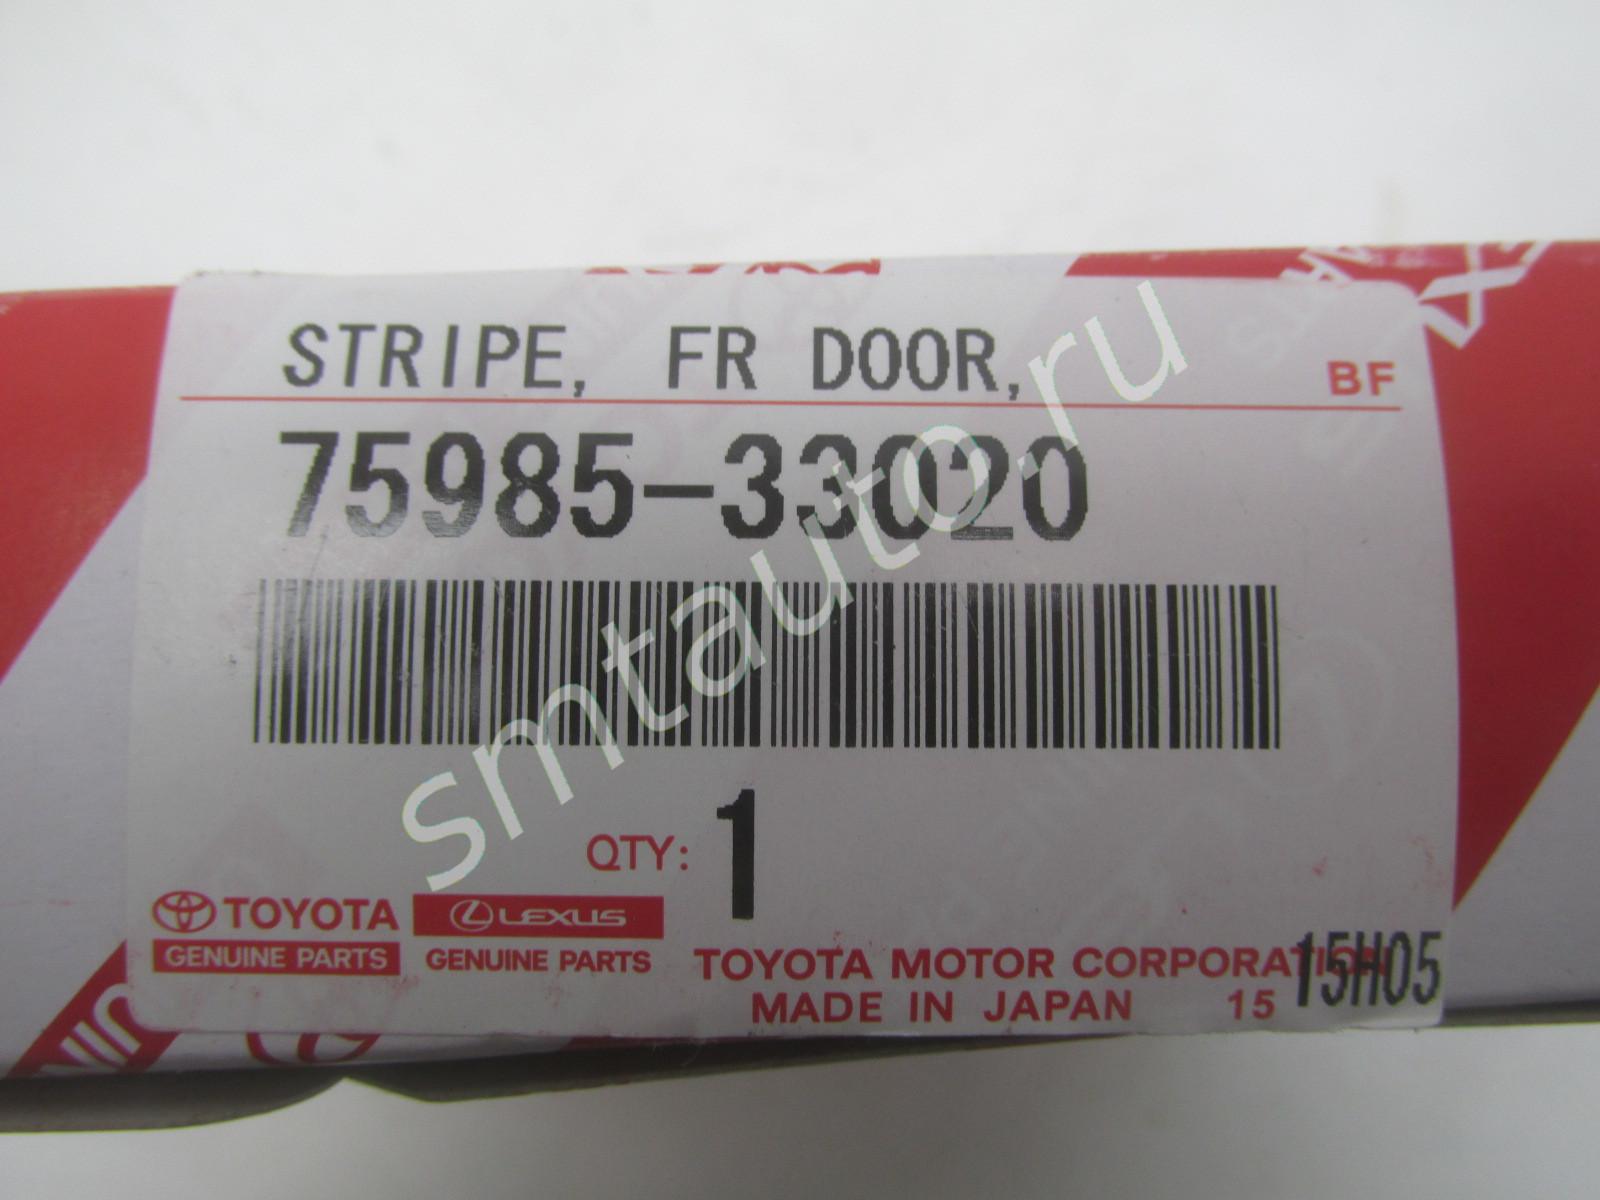 STRIPE, FR DOOR,
BF
75985-33020
smtauto.ru
QTY: 1
TOYOTA
GENUINE PARTS
LEXUS
GENUINE PARTS
TOYOTA MOTOR CORPORATION
MADE IN JAPAN 15
15H05